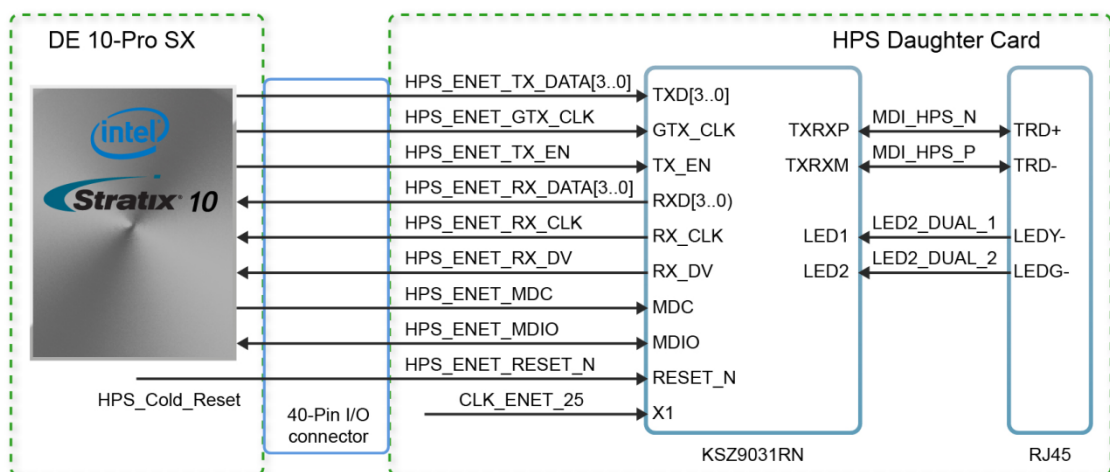 DE 10-Pro SX
HPS Daughter Card
intel
Stratix 10
HPS_ENET_TX_DATA[3..0]
HPS_ENET_GTX_CLK
HPS_ENET_TX_EN
HPS_ENET_RX_DATA[3..0]
HPS_ENET_RX_CLK
HPS_ENET_RX_DV
HPS_ENET_MDC
HPS_ENET_MDIO
HPS_ENET_RESET_N
HPS_Cold_Reset
CLK_ENET_25
40-Pin I/O
connector
TXD[3..0]
GTX_CLK
TX_EN
RXD[3..0)
RX_CLK
RX_DV
MDC
MDIO
RESET_N
X1
TXRXP
TXRXM
LED1
LED2
MDI_HPS_N
MDI_HPS_P
LED2_DUAL_1
LED2_DUAL_2
TRD+
TRD-
LEDY-
LEDG-
KSZ9031RN
RJ45